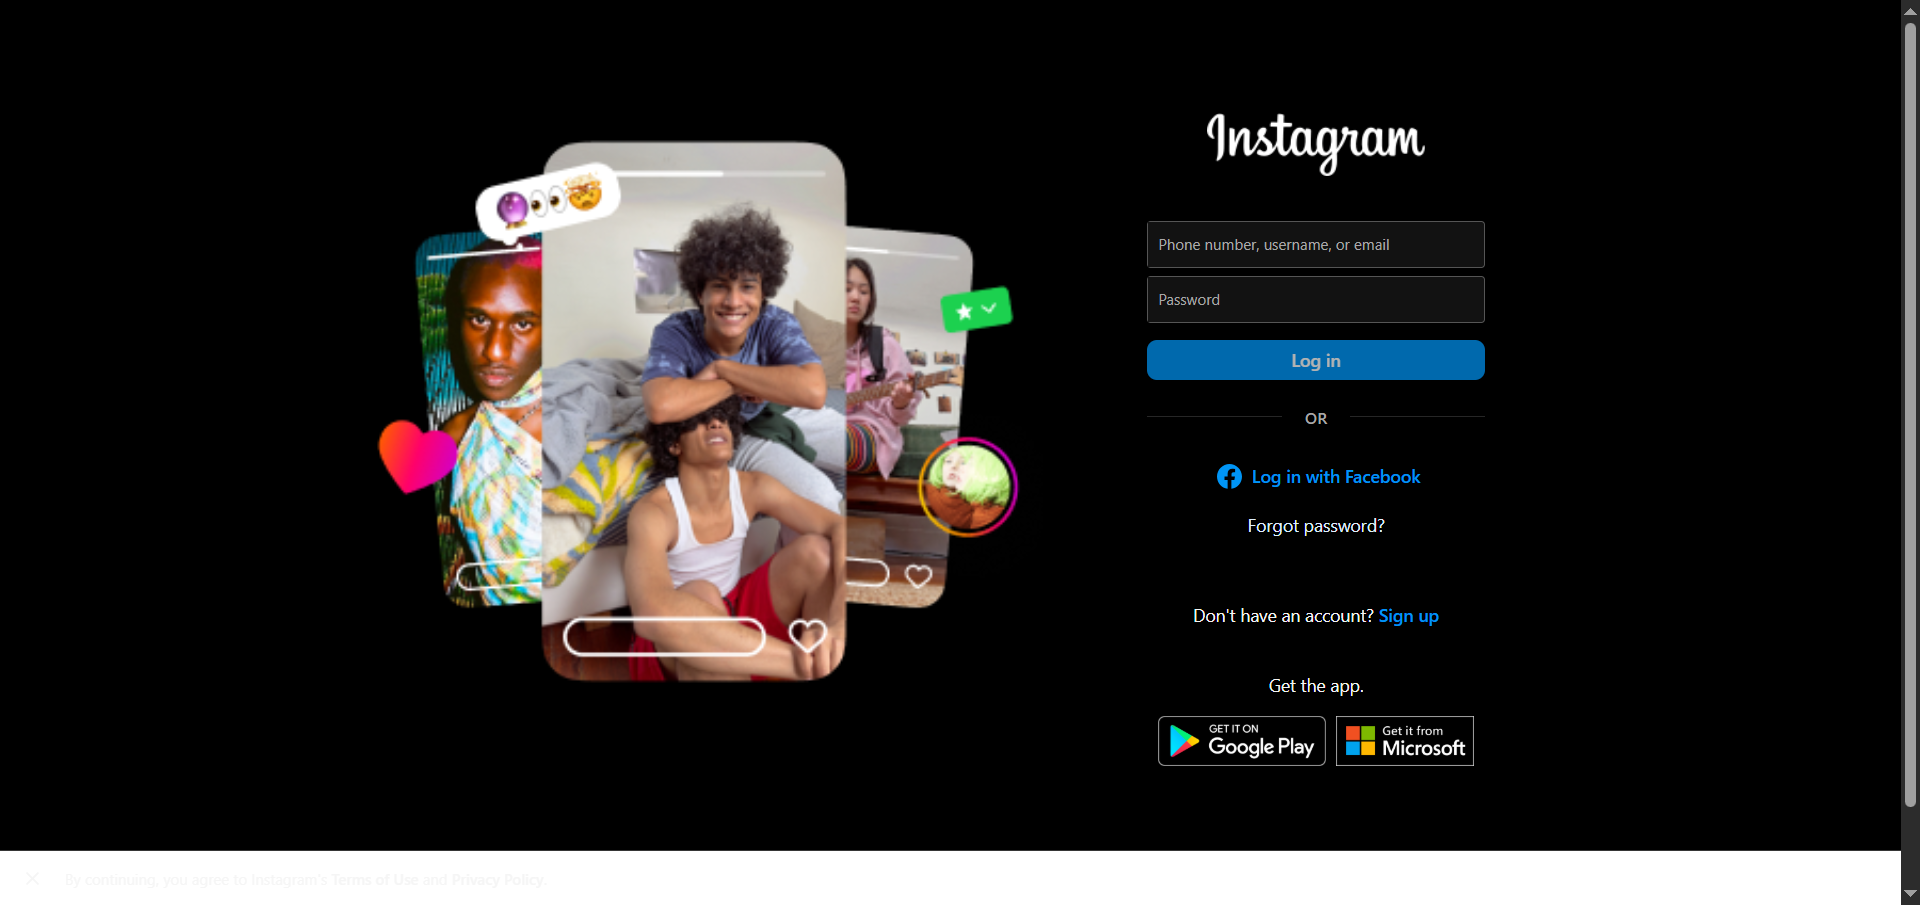 Instagram
Phone number, username, or email
Password
Log in
OR
Log in with Facebook
Forgot password?
Don't have an account? Sign up
Get the app.
GET IT ON
Google Play
Get it from
Microsoft
By continuing, you agree to Instagram's Terms of Use and Privacy Policy.